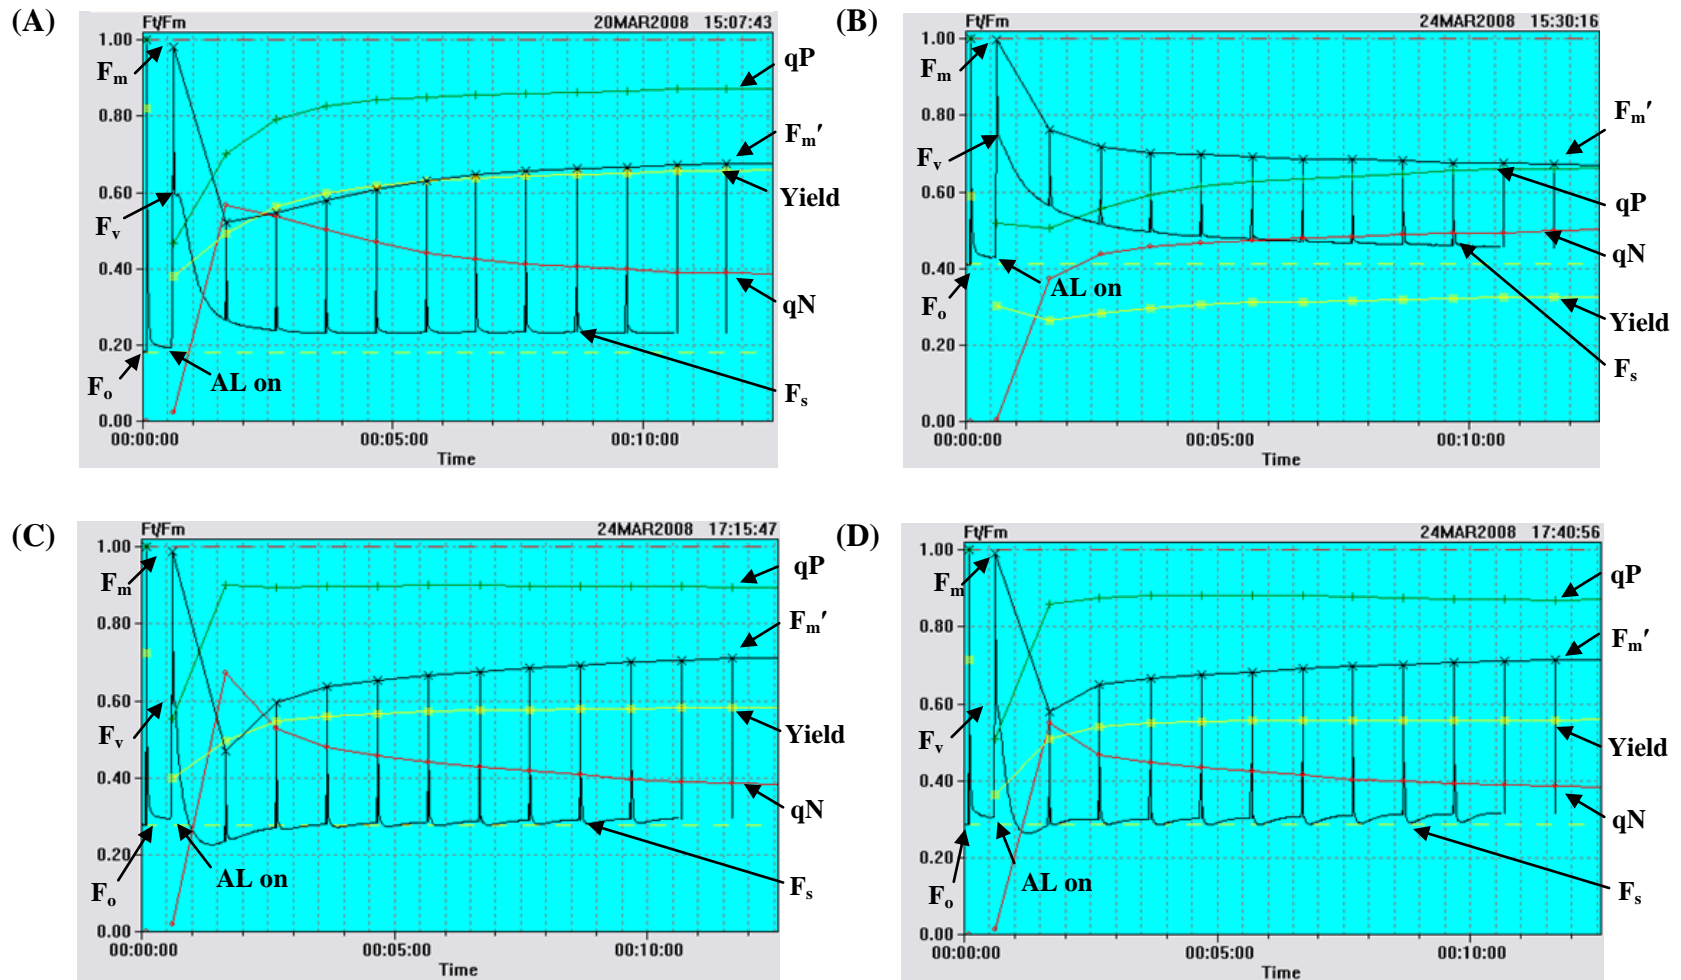 (A)
Ft/Fm
20MAR2008 15:07:43
1.00
0.80
0.60
0.40
0.20
0.00
Fm
Fv
Fo
AL on
qP
Fm′
Yield
qN
Fs
00:00:00
00:05:00
00:10:00
Time
(B)
Ft/Fm
24MAR2008 15:30:16
1.00
0.80
0.60
0.40
0.20
0.00
Fm
Fv
Fo
AL on
Fm′
qP
qN
Yield
Fs
00:00:00
00:05:00
00:10:00
Time
(C)
Ft/Fm
24MAR2008 17:15:47
1.00
0.80
0.60
0.40
0.20
0.00
Fm
Fv
Fo
AL on
qP
Fm′
Yield
qN
Fs
00:00:00
00:05:00
00:10:00
Time
(D)
Ft/Fm
24MAR2008 17:40:56
1.00
0.80
0.60
0.40
0.20
0.00
Fm
Fv
Fo
AL on
qP
Fm′
Yield
qN
Fs
00:00:00
00:05:00
00:10:00
Time